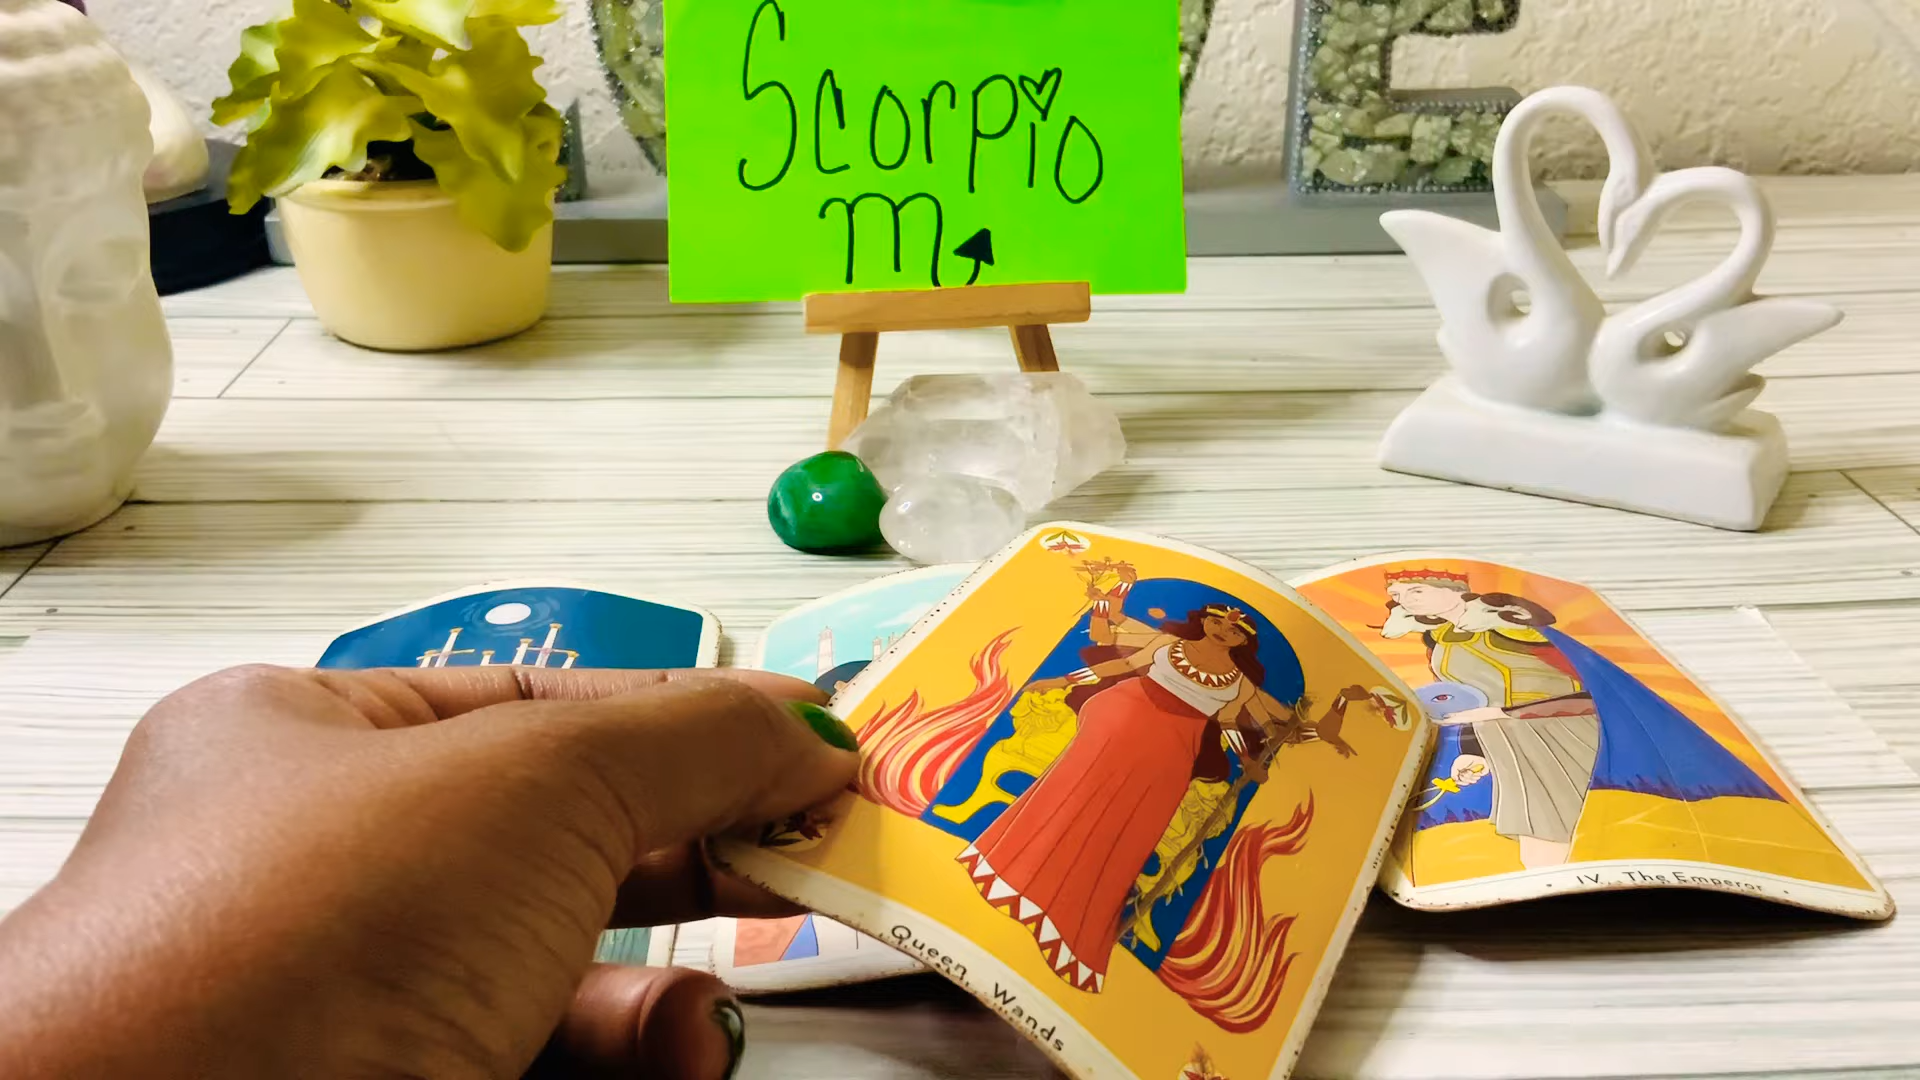 Scorpio
♏
IV The Emperor
Queen Wands